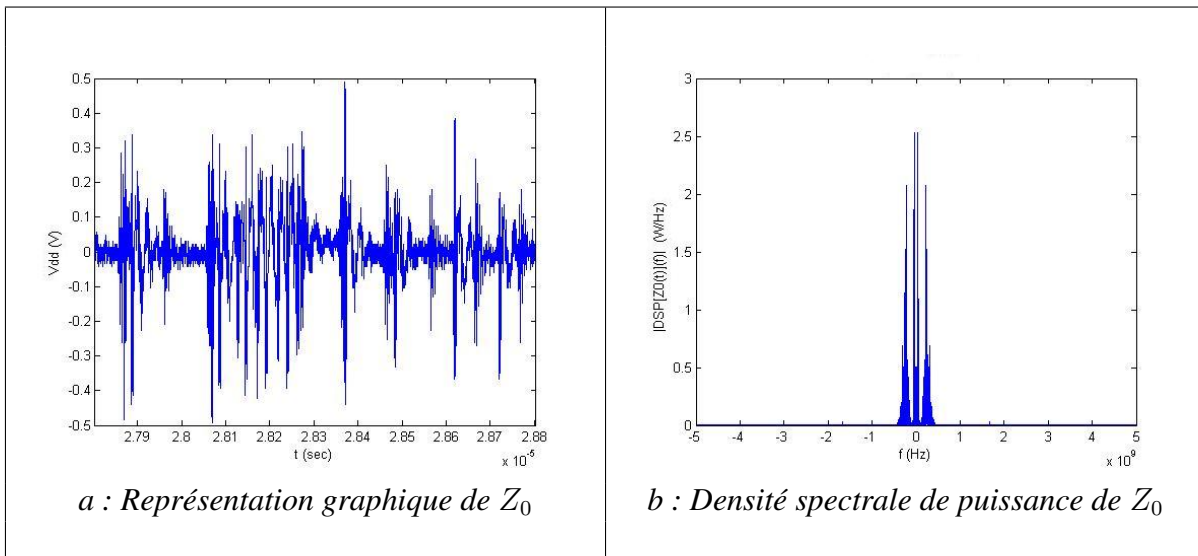 0.5
0.4
0.3
0.2
0.1
0
-0.1
-0.2
-0.3
-0.4
-0.5
Vdd (V)
2.79 2.8 2.81 2.82 2.83 2.84 2.85 2.86 2.87 2.88
t (sec)
x 10⁻⁵
a : Représentation graphique de Z₀
3
2.5
2
1.5
1
0.5
0
|DSP[Z0(t)](f)| (W/Hz)
-5 -4 -3 -2 -1 0 1 2 3 4 5
f (Hz)
x 10⁹
b : Densité spectrale de puissance de Z₀